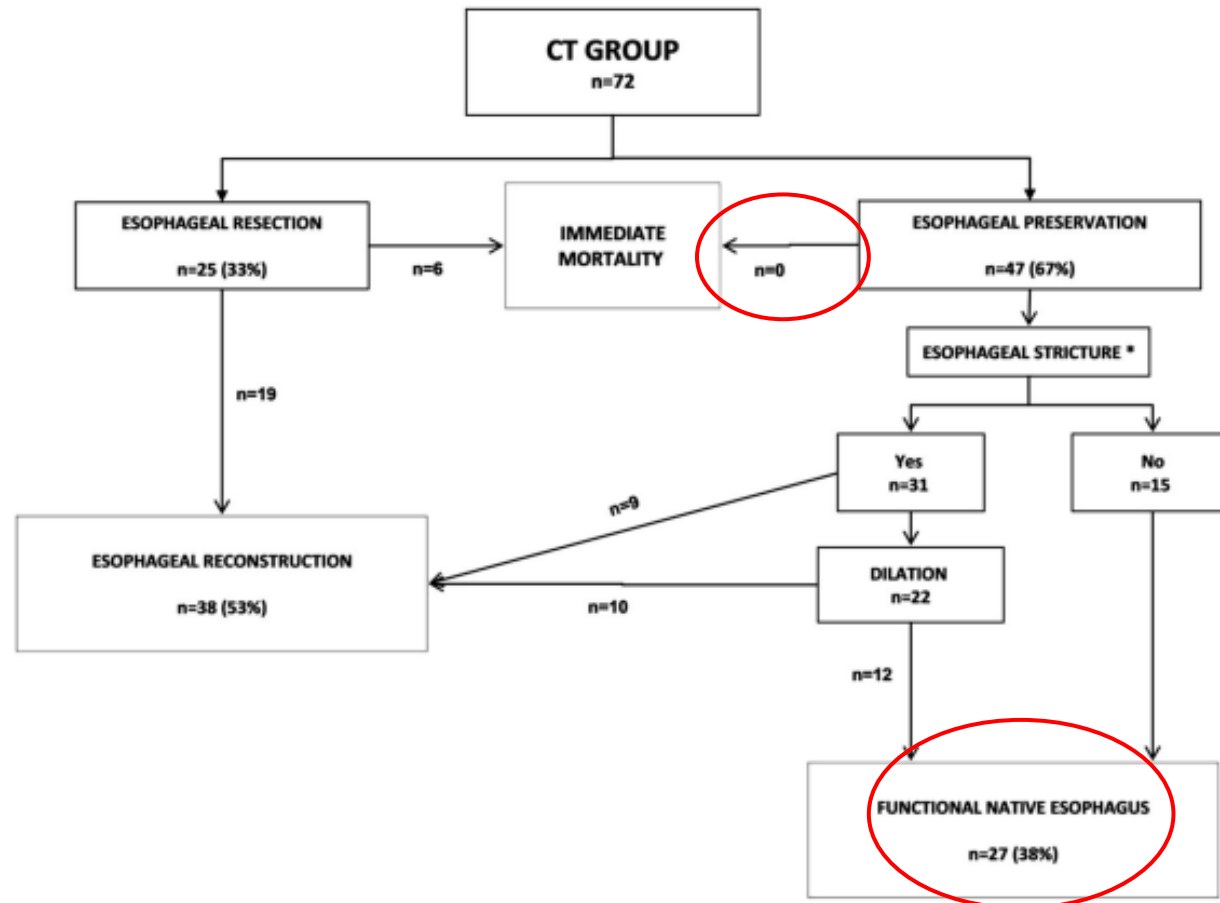 CT GROUP
n=72
ESOPHAGEAL RESECTION
n=25 (33%)
n=6
IMMEDIATE
MORTALITY
n=0
ESOPHAGEAL PRESERVATION
n=47 (67%)
ESOPHAGEAL STRICTURE *
n=19
Yes
n=31
No
n=15
n=9
ESOPHAGEAL RECONSTRUCTION
n=38 (53%)
DILATION
n=22
n=10
n=12
FUNCTIONAL NATIVE ESOPHAGUS
n=27 (38%)